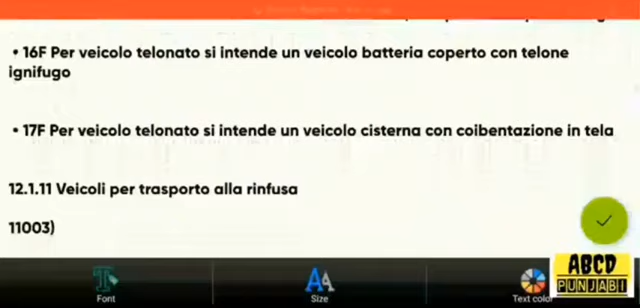 • 16F Per veicolo telonato si intende un veicolo batteria coperto con telone
ignifugo
• 17F Per veicolo telonato si intende un veicolo cisterna con coibentazione in tela
12.1.11 Veicoli per trasporto alla rinfusa
11003)
Font
Size
Text color
ABCD
PUNJABI